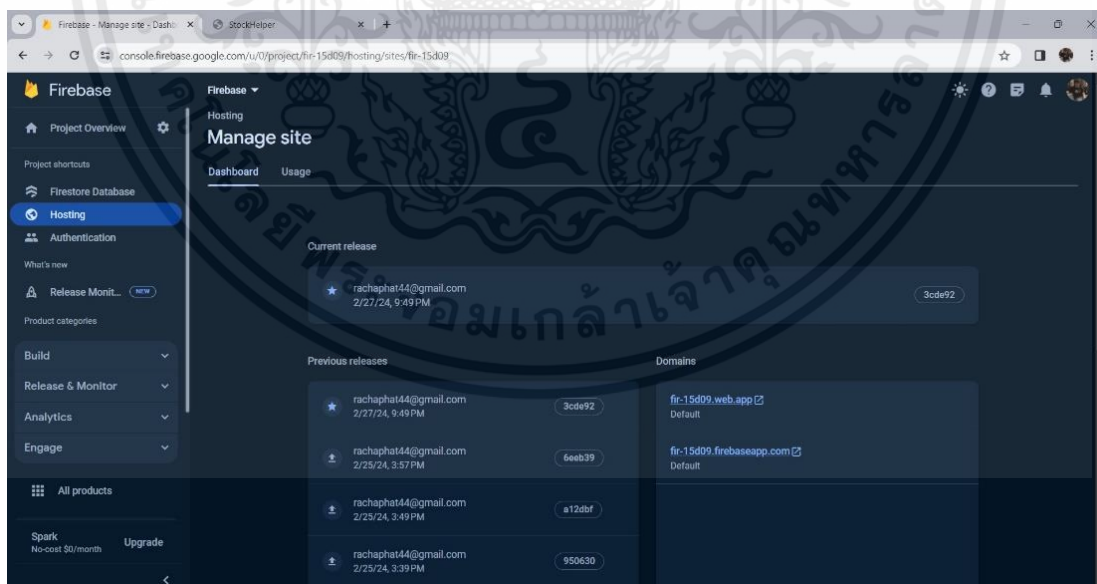 Firebase - Manage site - Dashb
StockHelper
console.firebase.google.com/u/0/project/fir-15d09/hosting/sites/fir-15d09
Firebase
Project Overview
Project shortcuts
Firestore Database
Hosting
Authentication
What's new
Release Monit... NEW
Product categories
Build
Release & Monitor
Analytics
Engage
All products
Spark
No-cost $0/month
Upgrade
Firebase
Hosting
Manage site
Dashboard Usage
Current release
rachaphat44@gmail.com
2/27/24, 9:49 PM
3cde92
Previous releases
rachaphat44@gmail.com
2/27/24, 9:49 PM
3cde92
rachaphat44@gmail.com
2/25/24, 3:57 PM
6eeb39
rachaphat44@gmail.com
2/25/24, 3:49 PM
a12dbf
rachaphat44@gmail.com
2/25/24, 3:39 PM
950630
Domains
fir-15d09.web.app
Default
fir-15d09.firebaseapp.com
Default